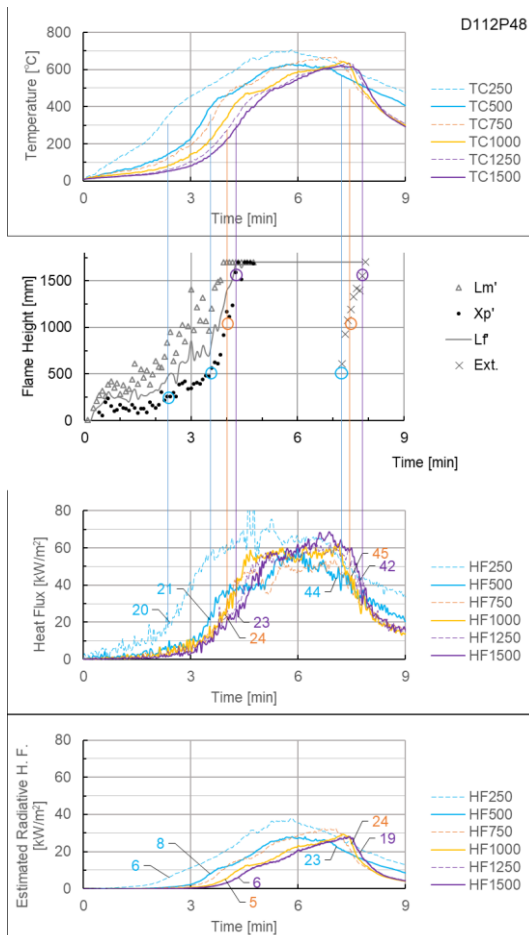 D112P48
800
600
400
200
0
Temperature [°C]
0 3 6 9
Time [min]
TC250
TC500
TC750
TC1000
TC1250
TC1500
1500
1000
500
0
Flame Height [mm]
0 3 6 9
Time [min]
Lm'
Xp'
Lf'
Ext.
80
60
40
20
0
Heat Flux [kW/m²]
20
21
23
24
44
45
42
0 3 6 9
Time [min]
HF250
HF500
HF750
HF1000
HF1250
HF1500
80
60
40
20
0
Estimated Radiative H. F.
[kW/m²]
6
8
6
5
23
24
19
0 3 6 9
Time [min]
HF250
HF500
HF750
HF1000
HF1250
HF1500